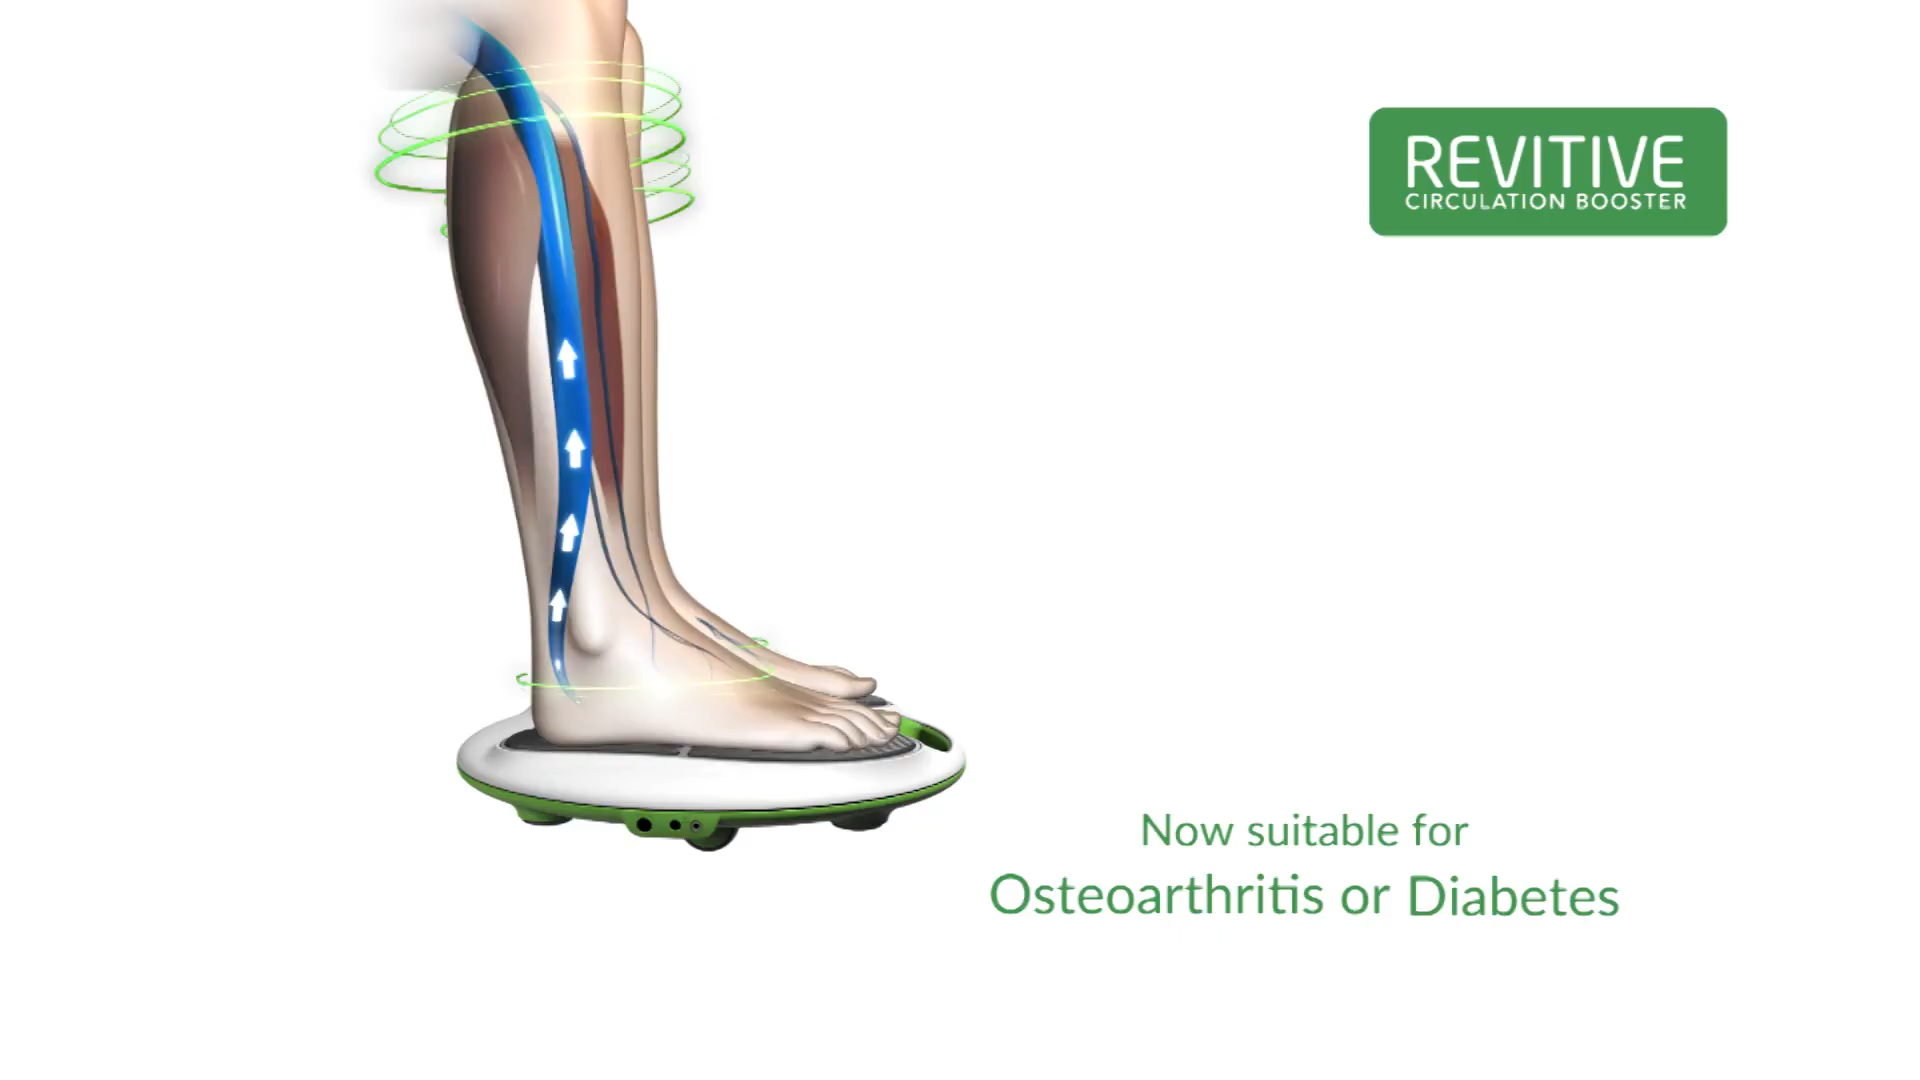 REVITIVE
CIRCULATION BOOSTER
Now suitable for
Osteoarthritis or Diabetes